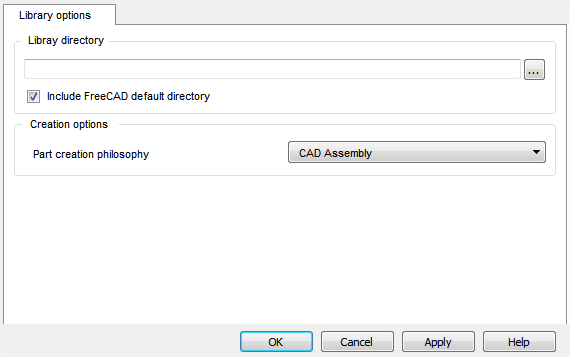 Library options
Libray directory
...
Include FreeCAD default directory
Creation options
Part creation philosophy CAD Assembly
OK Cancel Apply Help